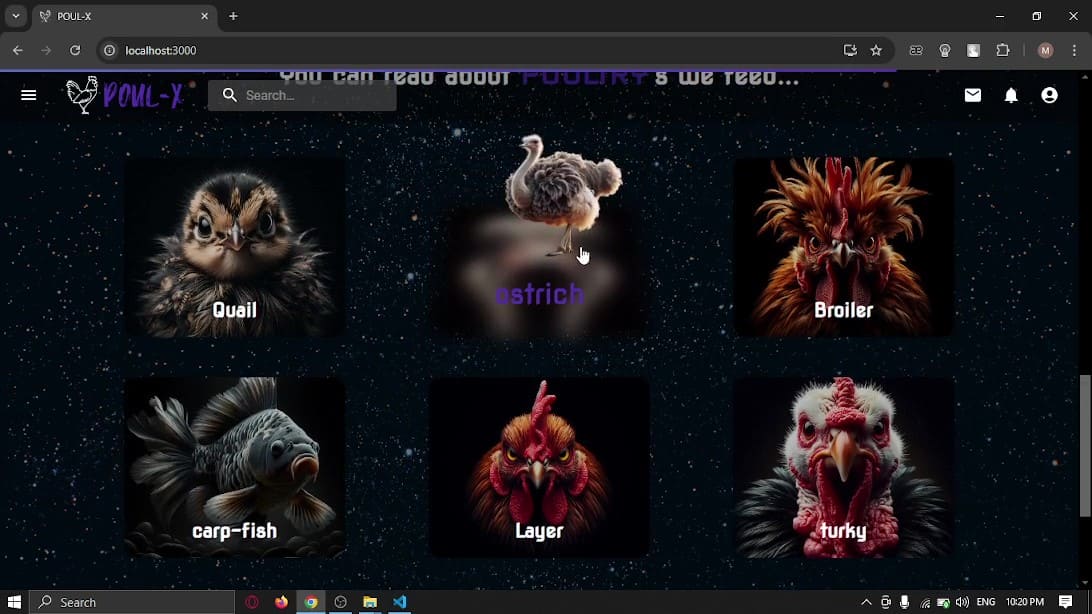 POUL-X
localhost:3000
M
You can read about POULTRY's we feed...
POUL-X
Search...
Quail
ostrich
Broiler
carp-fish
Layer
turky
Search
ENG
10:20 PM